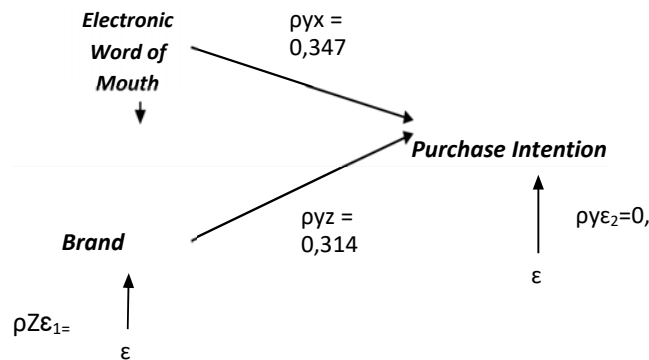 Electronic
Word of
Mouth
ρyx =
0,347
Purchase Intention
ρyz =
0,314
Brand
ρyε₂=0,
ε
ρZε₁₌
ε